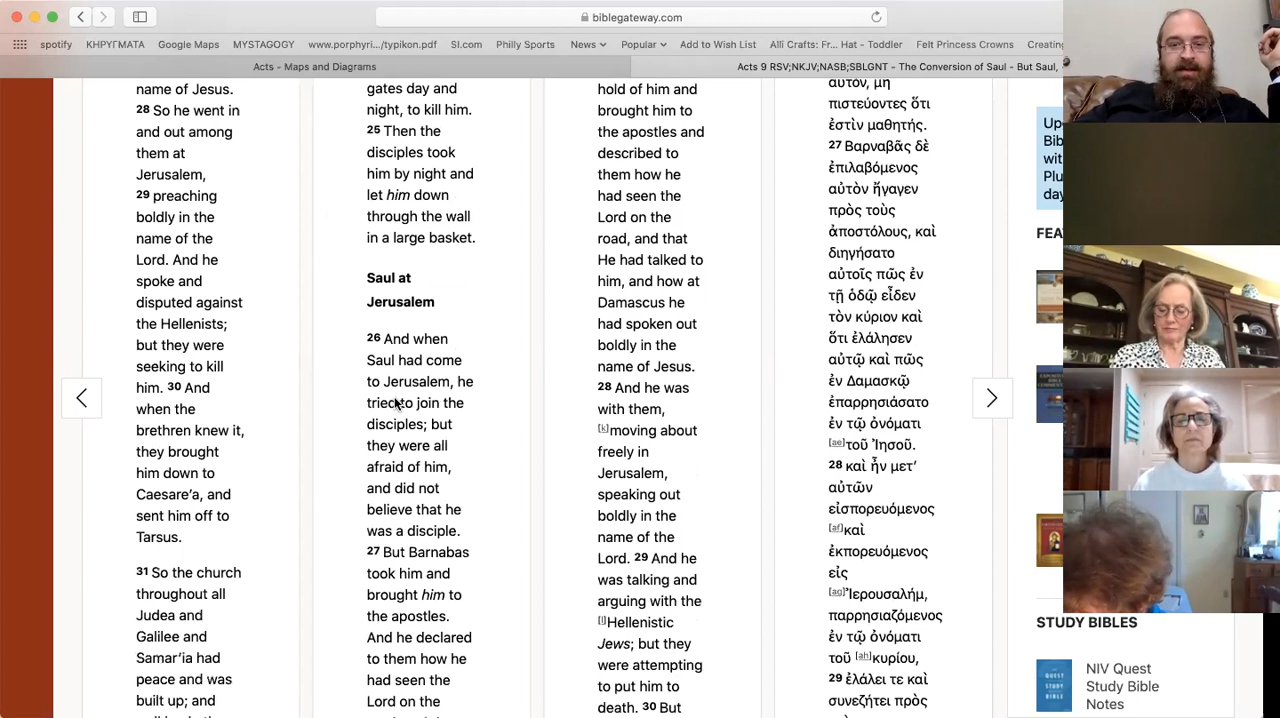 biblegateway.com
spotify
ΚΗΡΥΓΜΑΤΑ
Google Maps
MYSTAGOGY
www.porphyri.../typikon.pdf
SI.com
Philly Sports
News
Popular
Add to Wish List
Alli Crafts: Fr... Hat - Toddler
Felt Princess Crowns
Creating
Acts - Maps and Diagrams
Acts 9 RSV;NKJV;NASB;SBLGNT - The Conversion of Saul - But Saul,
name of Jesus.
28 So he went in
and out among
them at
Jerusalem,
29 preaching
boldly in the
name of the
Lord. And he
spoke and
disputed against
the Hellenists;
but they were
seeking to kill
him. 30 And
when the
brethren knew it,
they brought
him down to
Caesare′a, and
sent him off to
Tarsus.
31 So the church
throughout all
Judea and
Galilee and
Samar′ia had
peace and was
built up; and
gates day and
night, to kill him.
25 Then the
disciples took
him by night and
let him down
through the wall
in a large basket.
Saul at
Jerusalem
26 And when
Saul had come
to Jerusalem, he
tried to join the
disciples; but
they were all
afraid of him,
and did not
believe that he
was a disciple.
27 But Barnabas
took him and
brought him to
the apostles.
And he declared
to them how he
had seen the
Lord on the
hold of him and
brought him to
the apostles and
described to
them how he
had seen the
Lord on the
road, and that
He had talked to
him, and how at
Damascus he
had spoken out
boldly in the
name of Jesus.
28 And he was
with them,
[k]moving about
freely in
Jerusalem,
speaking out
boldly in the
name of the
Lord. 29 And he
was talking and
arguing with the
[l]Hellenistic
Jews; but they
were attempting
to put him to
death. 30 But
αὐτόν, μὴ
πιστεύοντες ὅτι
ἐστὶν μαθητής.
27 Βαρναβᾶς δὲ
ἐπιλαβόμενος
αὐτὸν ἤγαγεν
πρὸς τοὺς
ἀποστόλους, καὶ
διηγήσατο
αὐτοῖς πῶς ἐν
τῇ ὁδῷ εἶδεν
τὸν κύριον καὶ
ὅτι ἐλάλησεν
αὐτῷ καὶ πῶς
ἐν Δαμασκῷ
ἐπαρρησιάσατο
ἐν τῷ ὀνόματι
[ae]τοῦ Ἰησοῦ.
28 καὶ ἦν μετ’
αὐτῶν
εἰσπορευόμενος
[af]καὶ
ἐκπορευόμενος
εἰς
[ag]Ἰερουσαλήμ,
παρρησιαζόμενος
ἐν τῷ ὀνόματι
τοῦ [ah]κυρίου,
29 ἐλάλει τε καὶ
συνεζήτει πρὸς
Up
Bib
with
Plu
day
FEA
STUDY BIBLES
NIV Quest
Study Bible
Notes